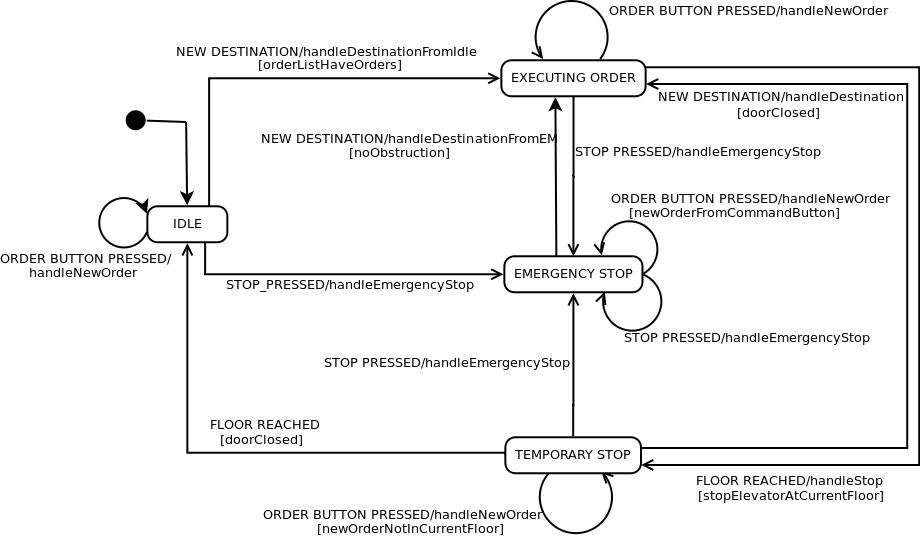 ORDER BUTTON PRESSED/handleNewOrder
NEW DESTINATION/handleDestinationFromIdle
[orderListHaveOrders]
EXECUTING ORDER
NEW DESTINATION/handleDestination
[doorClosed]
NEW DESTINATION/handleDestinationFromEM
[noObstruction]
STOP PRESSED/handleEmergencyStop
ORDER BUTTON PRESSED/handleNewOrder
[newOrderFromCommandButton]
IDLE
ORDER BUTTON PRESSED/
handleNewOrder
EMERGENCY STOP
STOP_PRESSED/handleEmergencyStop
STOP PRESSED/handleEmergencyStop
STOP PRESSED/handleEmergencyStop
FLOOR REACHED
[doorClosed]
TEMPORARY STOP
FLOOR REACHED/handleStop
[stopElevatorAtCurrentFloor]
ORDER BUTTON PRESSED/handleNewOrder
[newOrderNotInCurrentFloor]